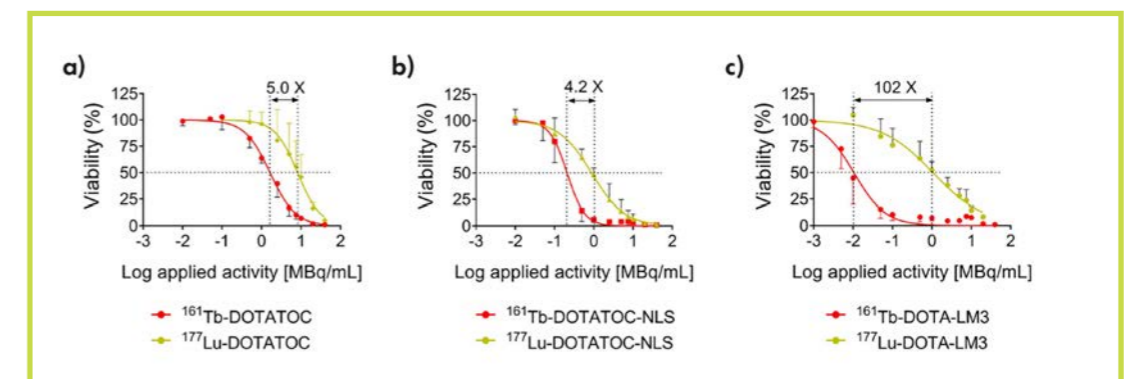 a)
5.0 X
125
100
75
50
25
0
Viability (%)
-3 -2 -1 0 1 2
Log applied activity [MBq/mL]
161Tb-DOTATOC
177Lu-DOTATOC
b)
4.2 X
125
100
75
50
25
0
Viability (%)
-3 -2 -1 0 1 2
Log applied activity [MBq/mL]
161Tb-DOTATOC-NLS
177Lu-DOTATOC-NLS
c)
102 X
125
100
75
50
25
0
Viability (%)
-3 -2 -1 0 1 2
Log applied activity [MBq/mL]
161Tb-DOTA-LM3
177Lu-DOTA-LM3